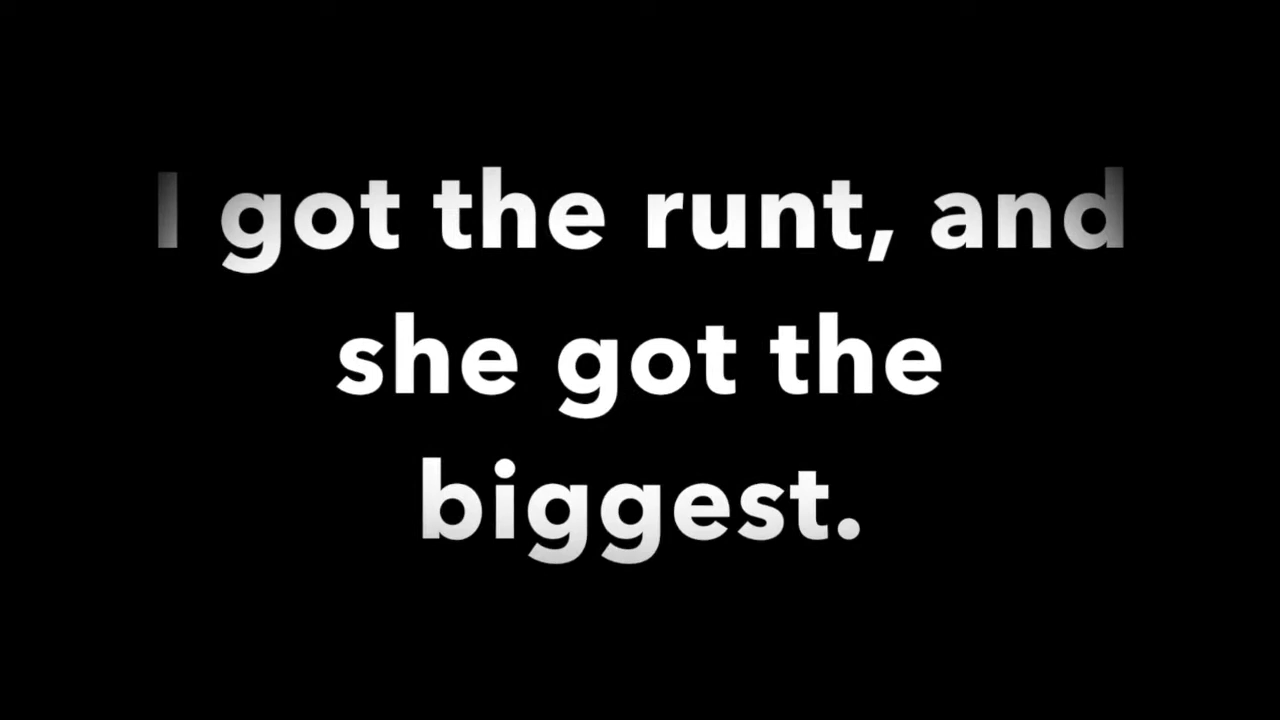 I got the runt, and
she got the
biggest.